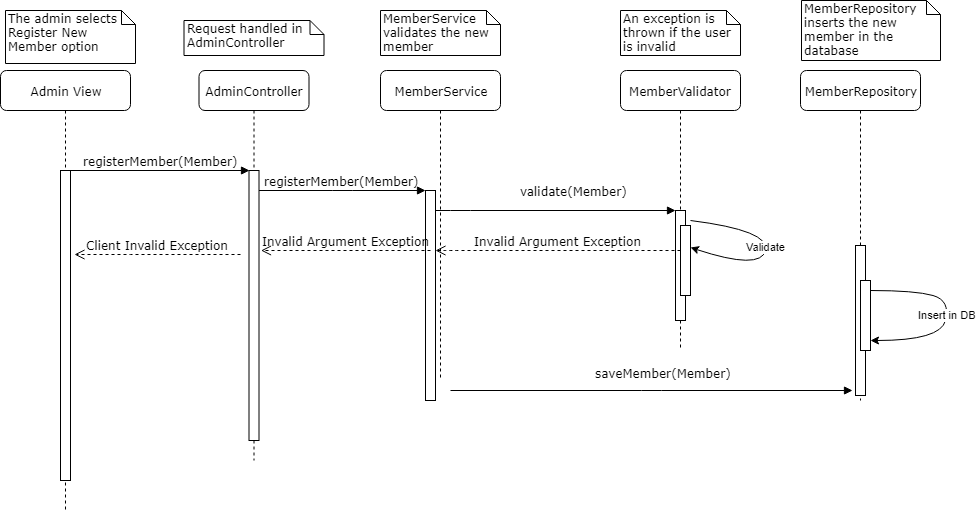 The admin selects
Register New
Member option
Request handled in
AdminController
MemberService
validates the new
member
An exception is
thrown if the user
is invalid
MemberRepository
inserts the new
member in the
database
Admin View
AdminController
MemberService
MemberValidator
MemberRepository
registerMember(Member)
registerMember(Member)
validate(Member)
Client Invalid Exception
Invalid Argument Exception
Invalid Argument Exception
Validate
Insert in DB
saveMember(Member)